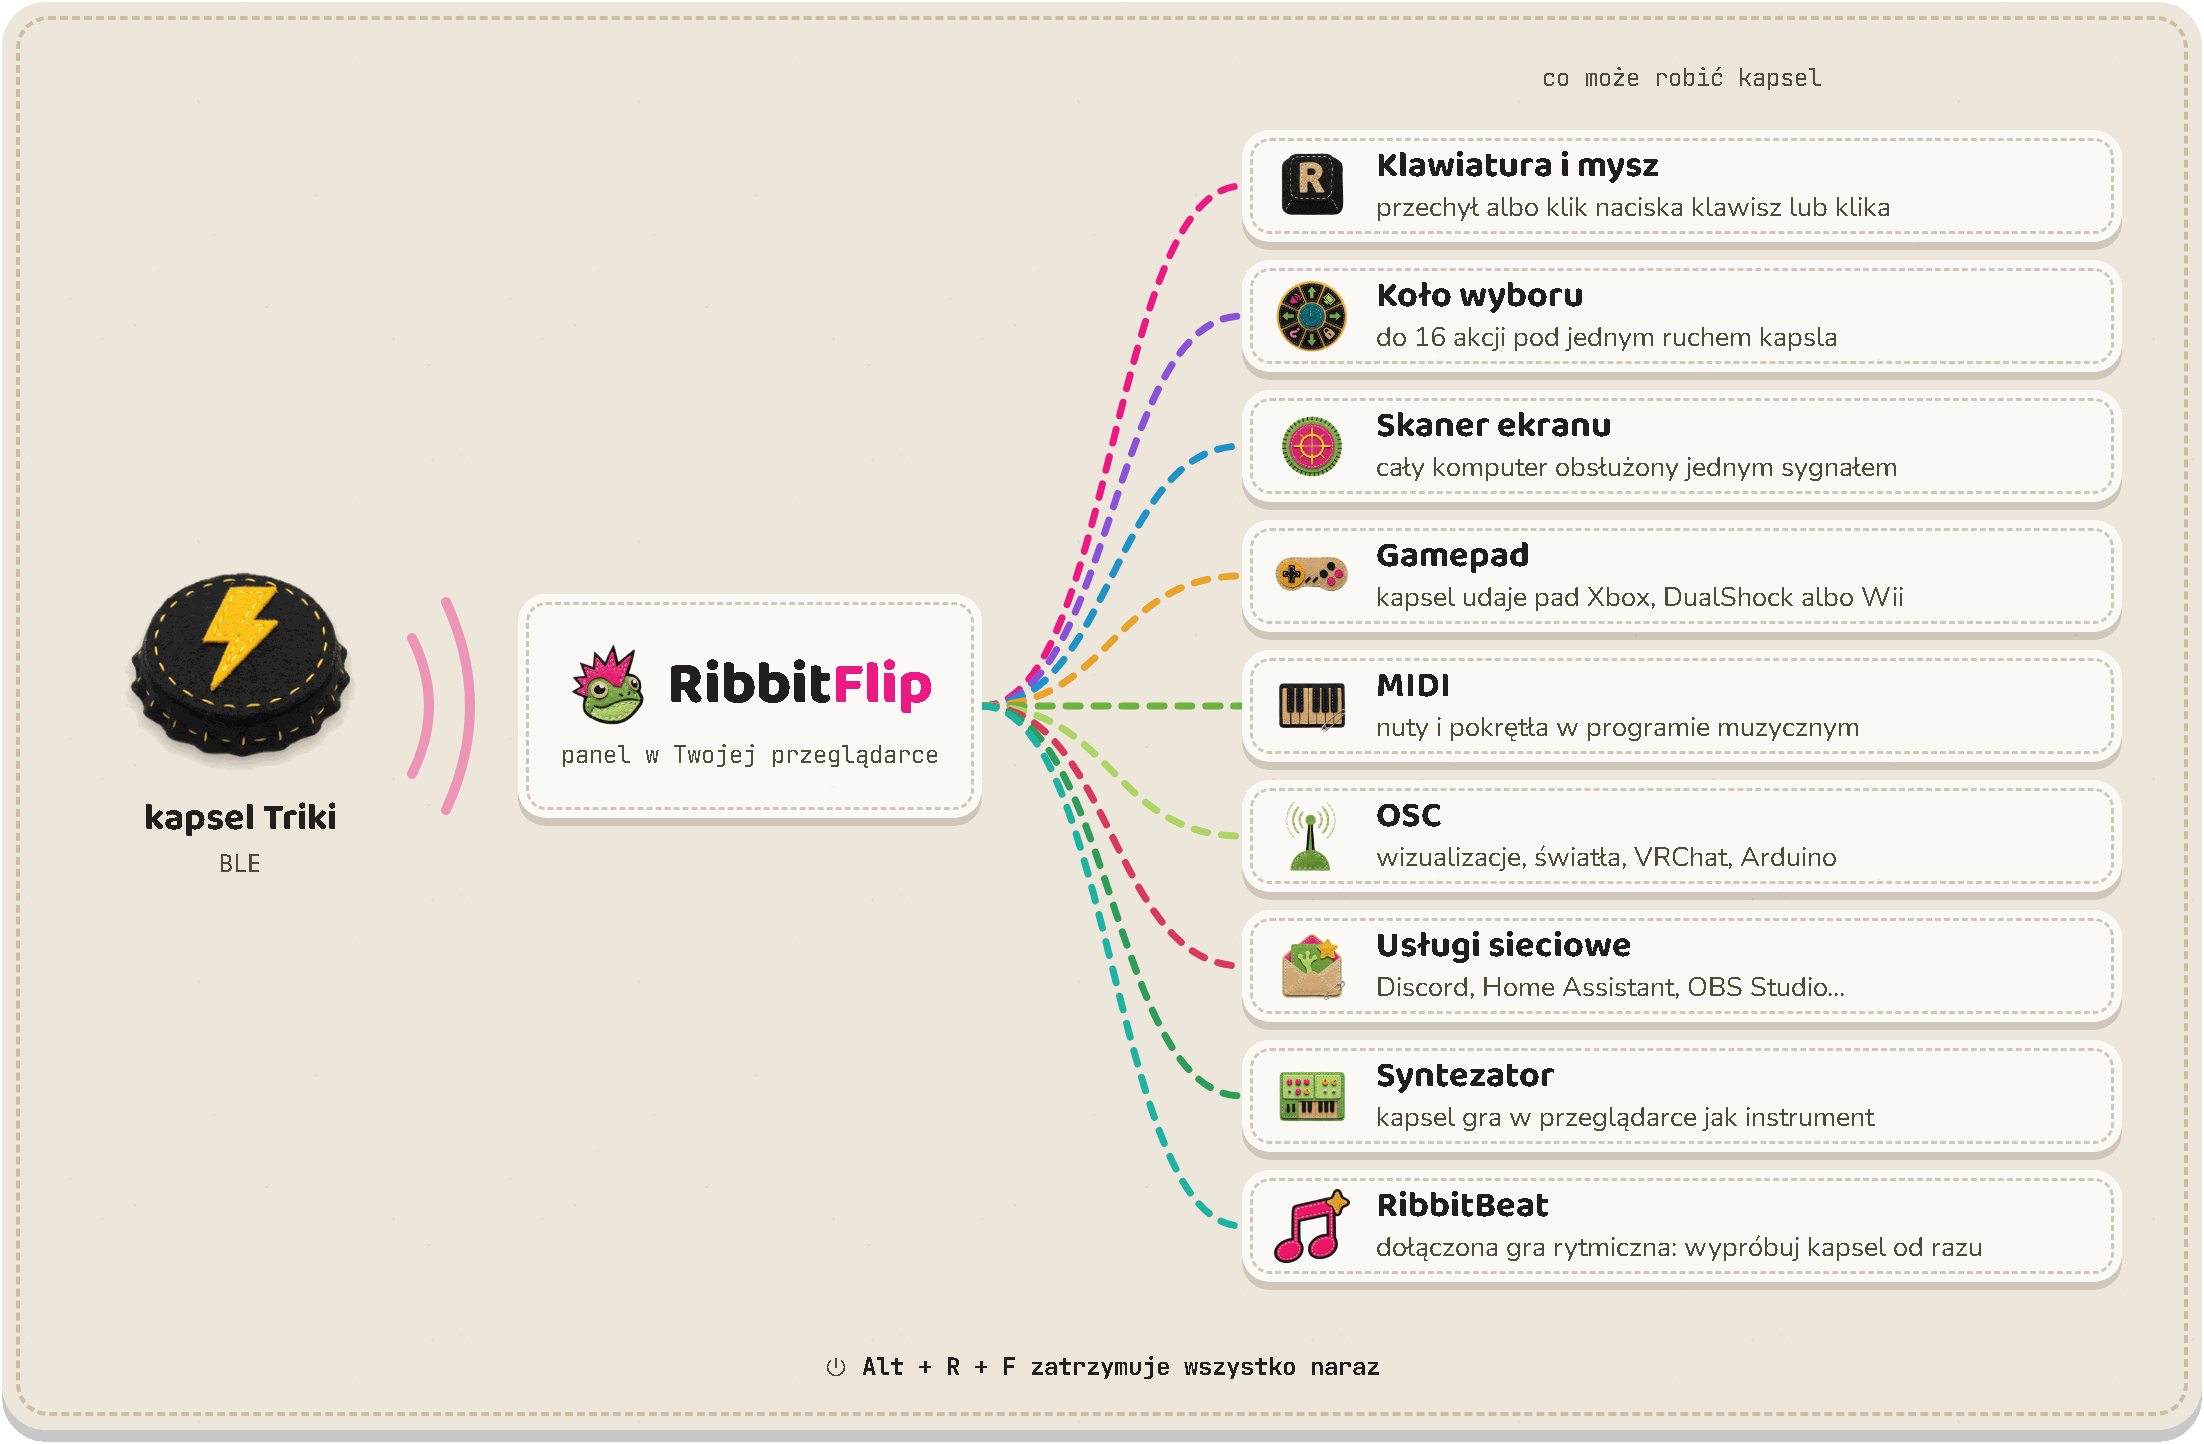 co może robić kapsel
Klawiatura i mysz
przechył albo klik naciska klawisz lub klika
Koło wyboru
do 16 akcji pod jednym ruchem kapsla
Skaner ekranu
cały komputer obsłużony jednym sygnałem
Gamepad
kapsel udaje pad Xbox, DualShock albo Wii
MIDI
nuty i pokrętła w programie muzycznym
OSC
wizualizacje, światła, VRChat, Arduino
Usługi sieciowe
Discord, Home Assistant, OBS Studio...
Syntezator
kapsel gra w przeglądarce jak instrument
RibbitBeat
dołączona gra rytmiczna: wypróbuj kapsel od razu
R
RibbitFlip
panel w Twojej przeglądarce
kapsel Triki
BLE
Alt + R + F zatrzymuje wszystko naraz